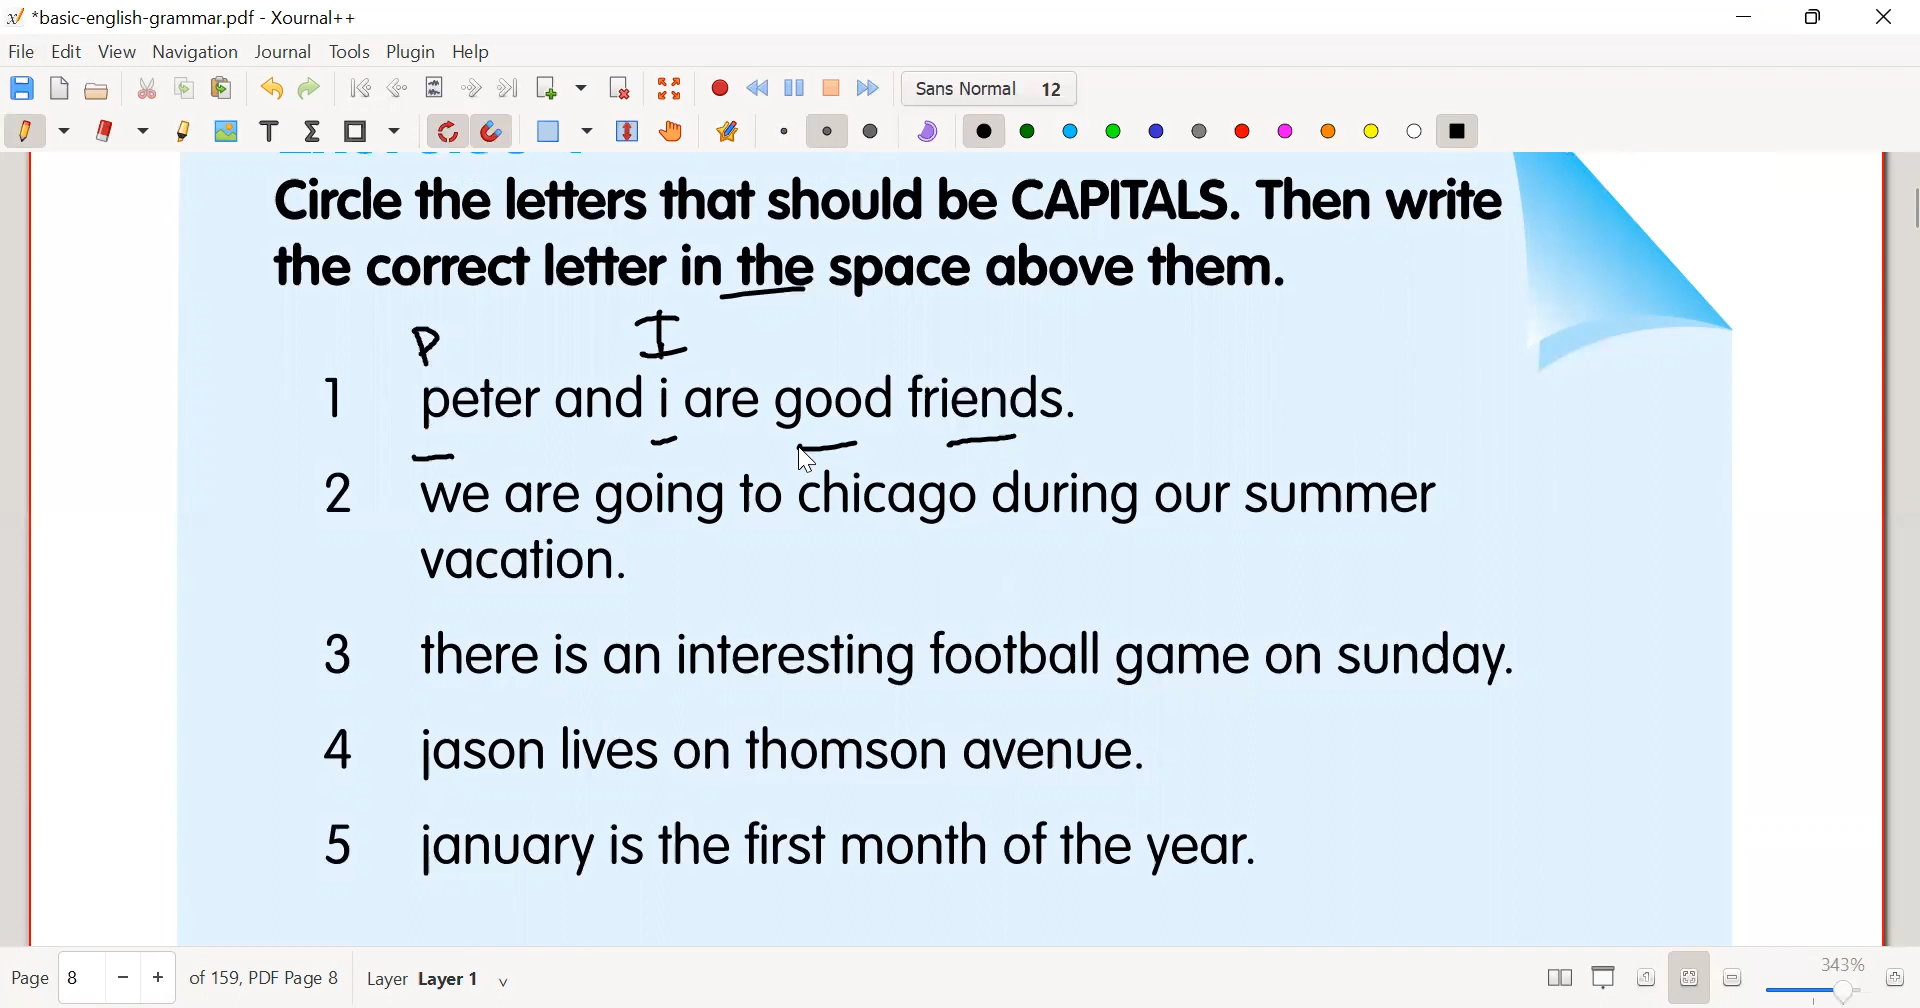 *basic-english-grammar.pdf - Xournal++
File Edit View Navigation Journal Tools Plugin Help
Sans Normal 12
Circle the letters that should be CAPITALS. Then write
the correct letter in the space above them.
P I
1 peter and i are good friends.
2 we are going to chicago during our summer
vacation.
3 there is an interesting football game on sunday.
4 jason lives on thomson avenue.
5 january is the first month of the year.
Page 8 of 159, PDF Page 8 Layer Layer 1 343%